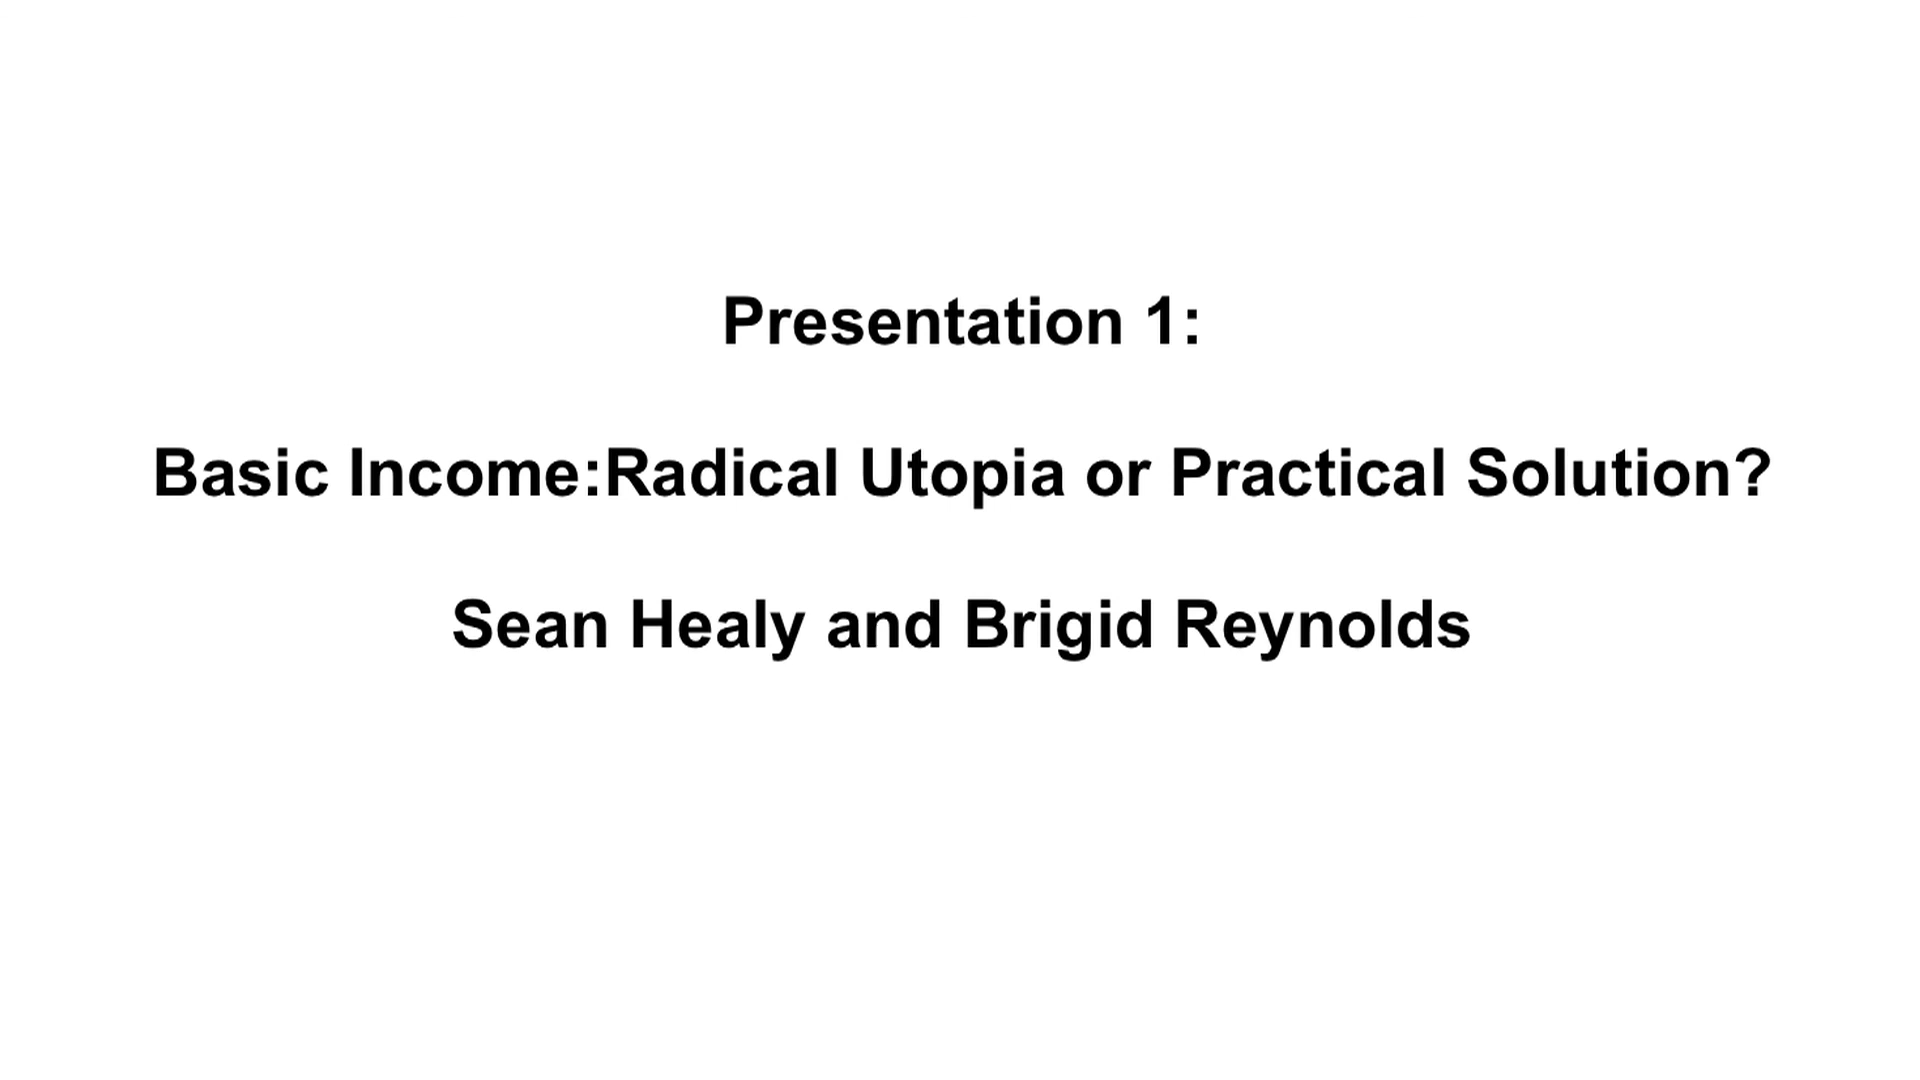 Presentation 1:
Basic Income:Radical Utopia or Practical Solution?
Sean Healy and Brigid Reynolds